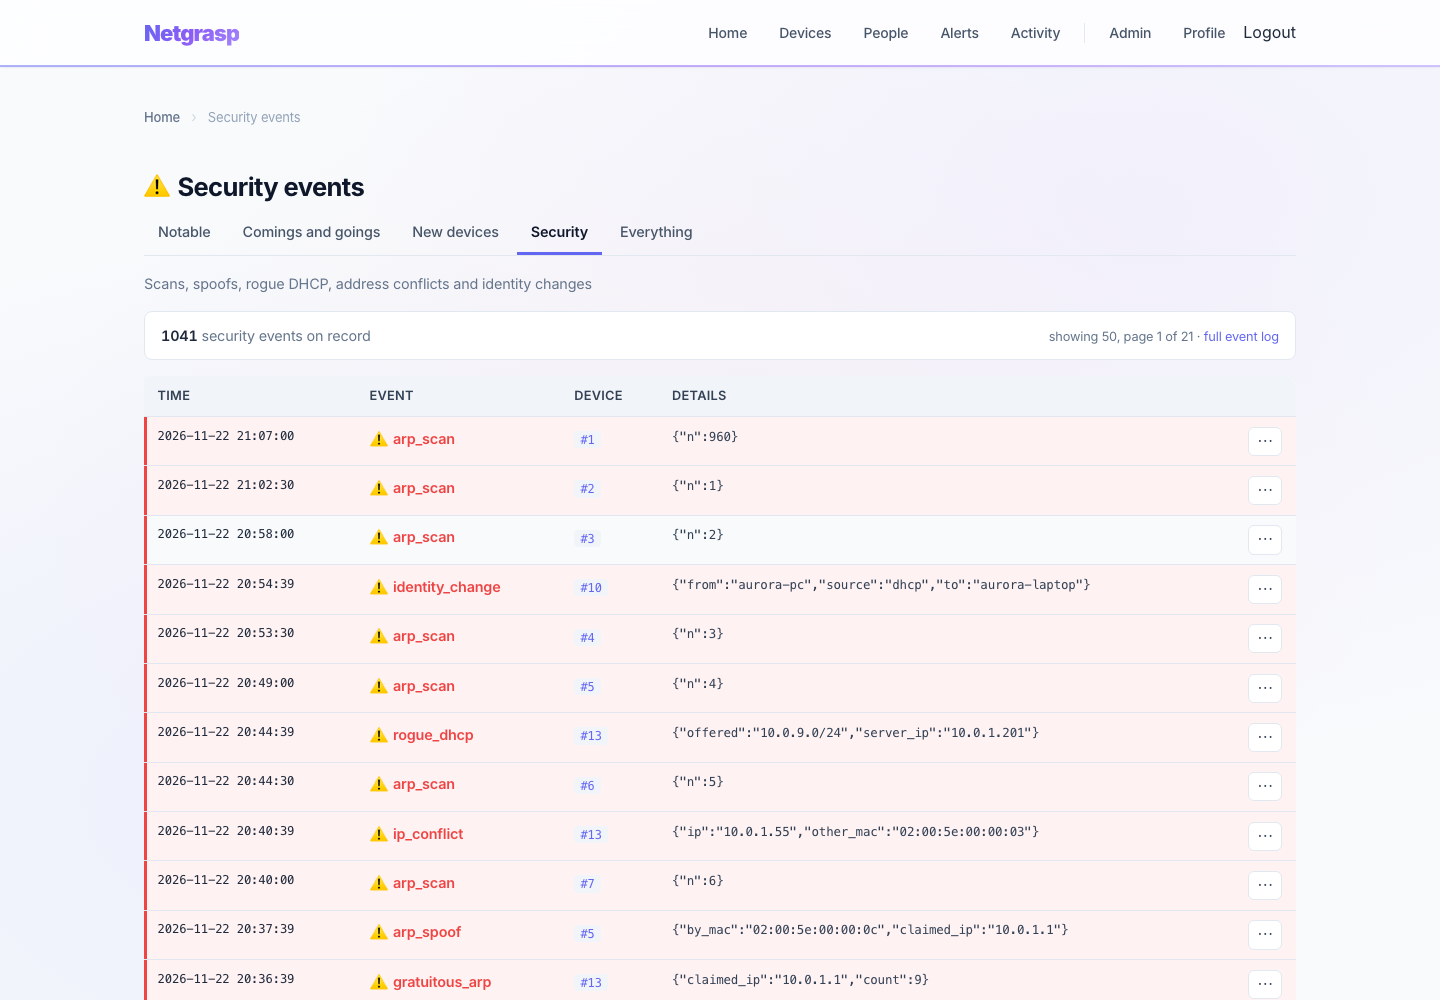 Netgrasp
Home Devices People Alerts Activity Admin Profile Logout
Home › Security events
⚠️ Security events
Notable Comings and goings New devices Security Everything
Scans, spoofs, rogue DHCP, address conflicts and identity changes
1041 security events on record showing 50, page 1 of 21 · full event log
TIME EVENT DEVICE DETAILS
2026-11-22 21:07:00 ⚠️ arp_scan #1 {"n":960} ...
2026-11-22 21:02:30 ⚠️ arp_scan #2 {"n":1} ...
2026-11-22 20:58:00 ⚠️ arp_scan #3 {"n":2} ...
2026-11-22 20:54:39 ⚠️ identity_change #10 {"from":"aurora-pc","source":"dhcp","to":"aurora-laptop"} ...
2026-11-22 20:53:30 ⚠️ arp_scan #4 {"n":3} ...
2026-11-22 20:49:00 ⚠️ arp_scan #5 {"n":4} ...
2026-11-22 20:44:39 ⚠️ rogue_dhcp #13 {"offered":"10.0.9.0/24","server_ip":"10.0.1.201"} ...
2026-11-22 20:44:30 ⚠️ arp_scan #6 {"n":5} ...
2026-11-22 20:40:39 ⚠️ ip_conflict #13 {"ip":"10.0.1.55","other_mac":"02:00:5e:00:00:03"} ...
2026-11-22 20:40:00 ⚠️ arp_scan #7 {"n":6} ...
2026-11-22 20:37:39 ⚠️ arp_spoof #5 {"by_mac":"02:00:5e:00:00:0c","claimed_ip":"10.0.1.1"} ...
2026-11-22 20:36:39 ⚠️ gratuitous_arp #13 {"claimed_ip":"10.0.1.1","count":9} ...